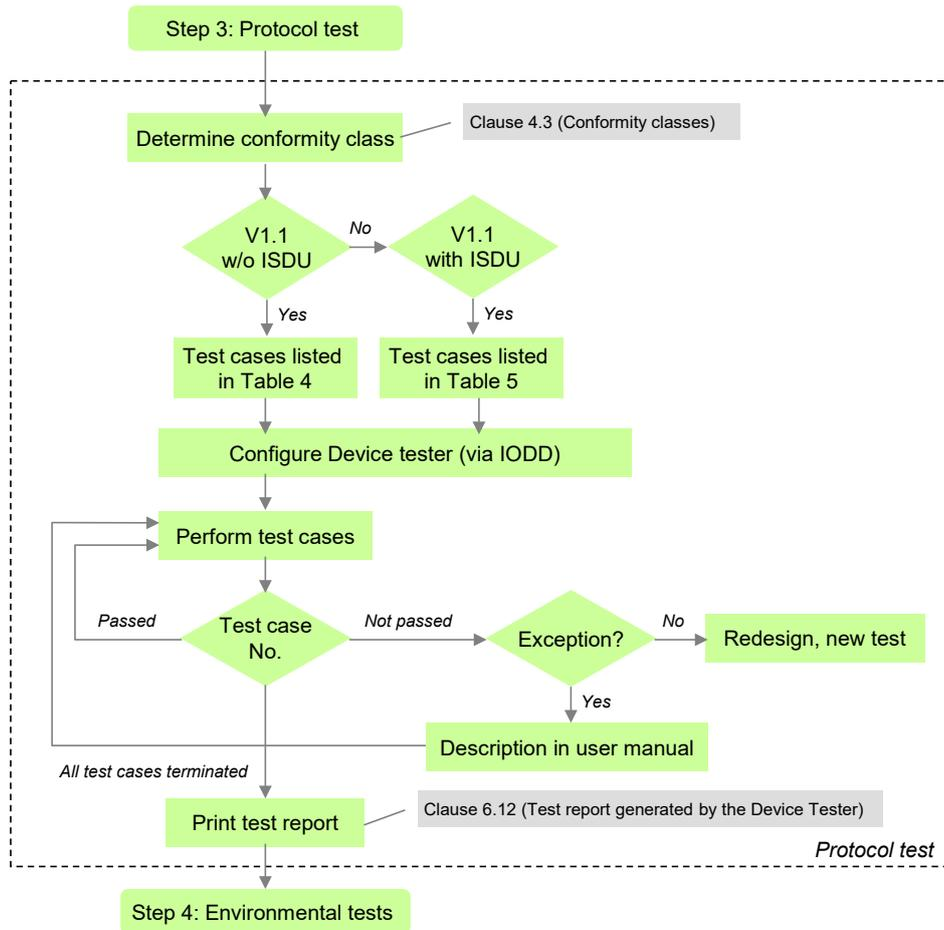 Step 3: Protocol test
Determine conformity class
Clause 4.3 (Conformity classes)
V1.1
w/o ISDU
No
V1.1
with ISDU
Yes
Yes
Test cases listed
in Table 4
Test cases listed
in Table 5
Configure Device tester (via IODD)
Perform test cases
Passed
Test case
No.
Not passed
Exception?
No
Redesign, new test
Yes
Description in user manual
All test cases terminated
Print test report
Clause 6.12 (Test report generated by the Device Tester)
Protocol test
Step 4: Environmental tests